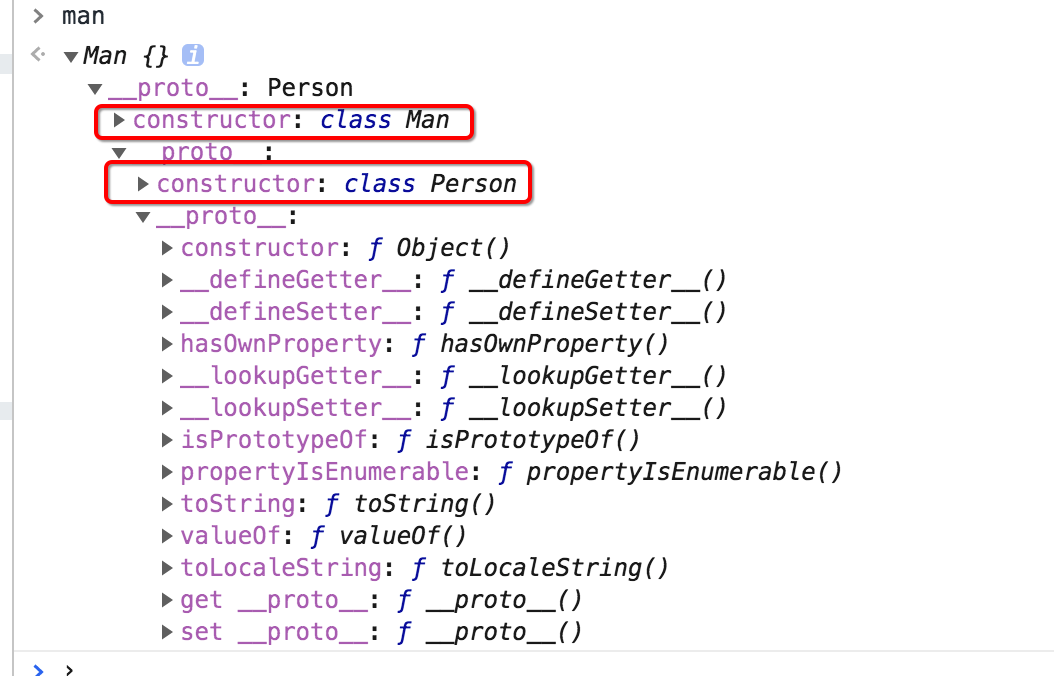 > man
Man {} i
__proto__: Person
constructor: class Man
__proto__:
constructor: class Person
__proto__:
constructor: ƒ Object()
__defineGetter__: ƒ __defineGetter__()
__defineSetter__: ƒ __defineSetter__()
hasOwnProperty: ƒ hasOwnProperty()
__lookupGetter__: ƒ __lookupGetter__()
__lookupSetter__: ƒ __lookupSetter__()
isPrototypeOf: ƒ isPrototypeOf()
propertyIsEnumerable: ƒ propertyIsEnumerable()
toString: ƒ toString()
valueOf: ƒ valueOf()
toLocaleString: ƒ toLocaleString()
get __proto__: ƒ __proto__()
set __proto__: ƒ __proto__()
> ›